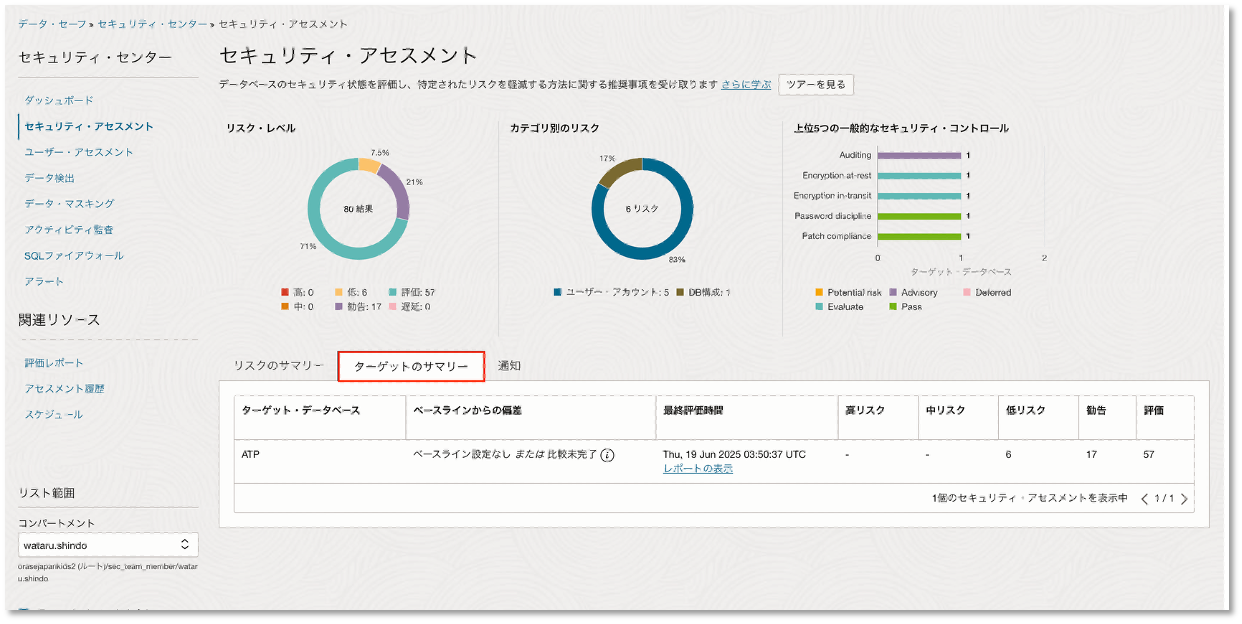 データ・セーフ » セキュリティ・センター » セキュリティ・アセスメント
セキュリティ・センター
ダッシュボード
セキュリティ・アセスメント
ユーザー・アセスメント
データ検出
データ・マスキング
アクティビティ監査
SQLファイアウォール
アラート
関連リソース
評価レポート
アセスメント履歴
スケジュール
リスト範囲
コンパートメント
wataru.shindo
orasejapankids2 (ルート)/sec_team_member/watar
u.shindo
セキュリティ・アセスメント
データベースのセキュリティ状態を評価し、特定されたリスクを軽減する方法に関する推奨事項を受け取ります さらに学ぶ ツアーを見る
リスク・レベル
7.5%
21%
80 結果
71%
高: 0 低: 6 評価: 57
中: 0 勧告: 17 遅延: 0
カテゴリ別のリスク
17%
6 リスク
83%
ユーザー・アカウント: 5 DB構成: 1
上位5つの一般的なセキュリティ・コントロール
Auditing 1
Encryption at-rest 1
Encryption in-transit 1
Password discipline 1
Patch compliance 1
0 1 2
ターゲット・データベース
Potential risk Advisory Deferred
Evaluate Pass
リスクのサマリー ターゲットのサマリー 通知
ターゲット・データベース ベースラインからの偏差 最終評価時間 高リスク 中リスク 低リスク 勧告 評価
ATP ベースライン設定なし または 比較未完了 Thu, 19 Jun 2025 03:50:37 UTC - - 6 17 57
レポートの表示
1個のセキュリティ・アセスメントを表示中 1 / 1